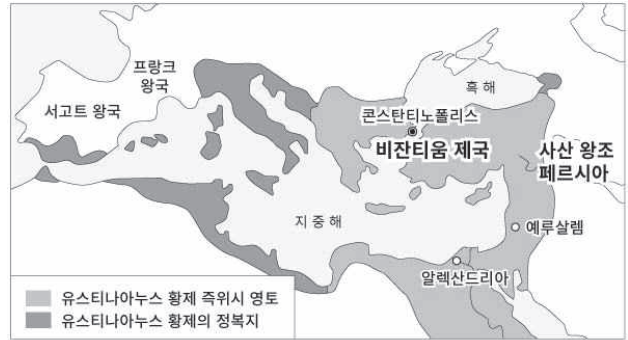 프랑크
왕국
서고트 왕국
흑해
콘스탄티노폴리스
비잔티움 제국
사산 왕조
페르시아
지중해
예루살렘
알렉산드리아
유스티나아누스 황제 즉위시 영토
유스티나아누스 황제의 정복지